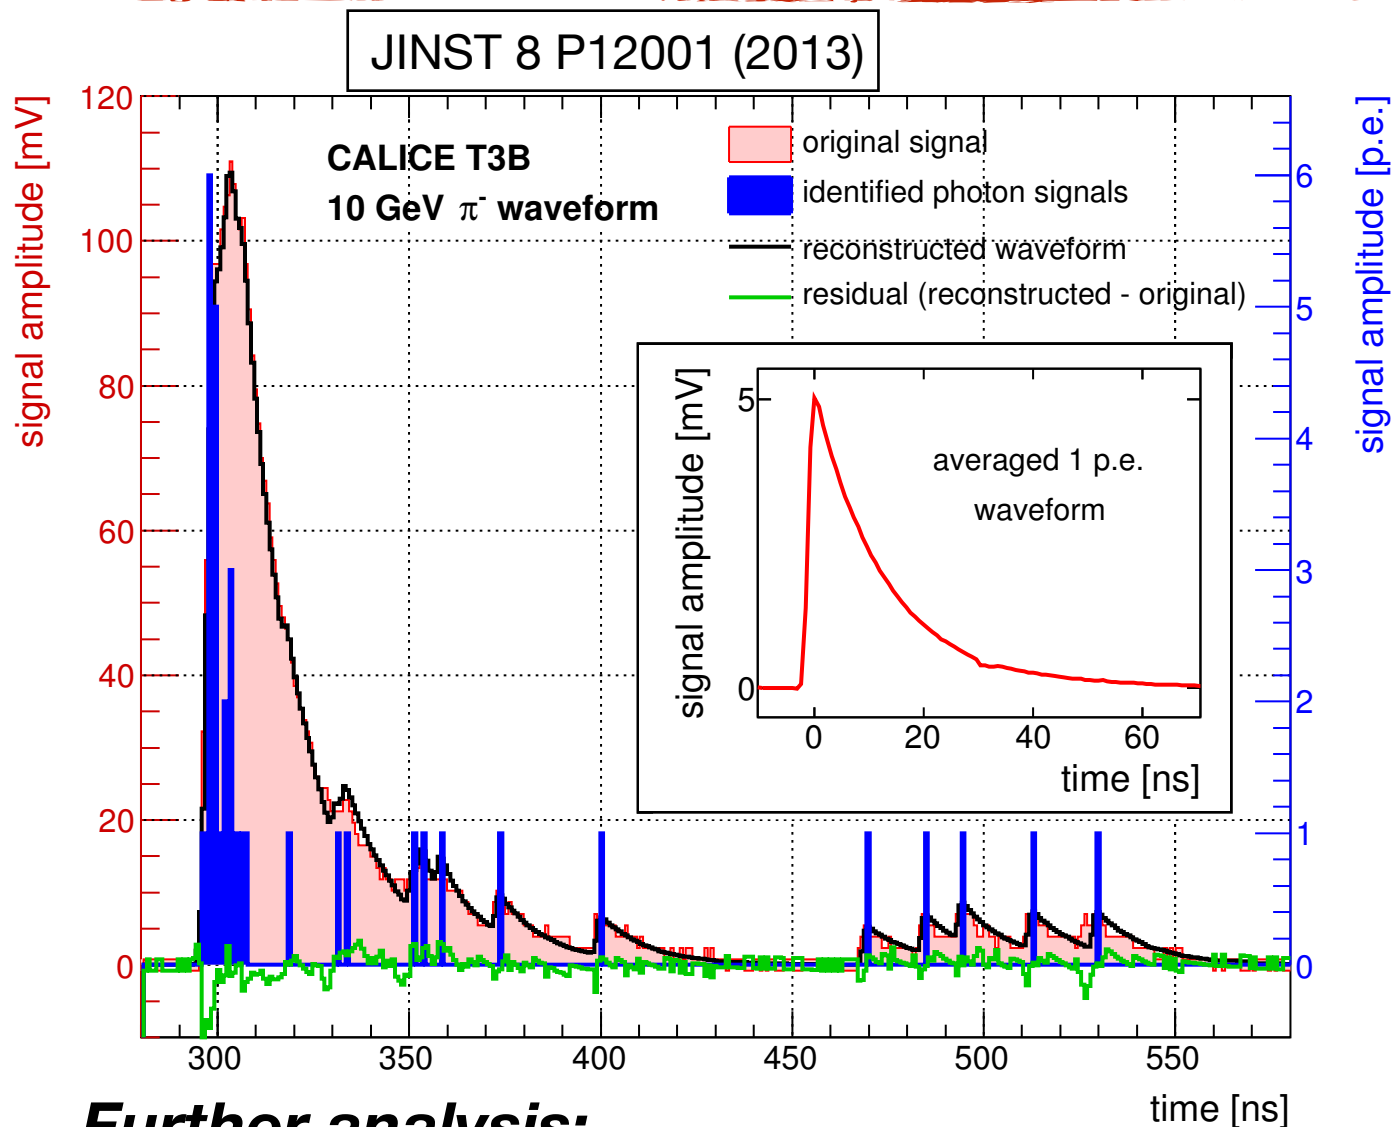 JINST 8 P12001 (2013)
signal amplitude [mV]
signal amplitude [p.e.]
120
100
80
60
40
20
0
6
5
4
3
2
1
0
CALICE T3B
10 GeV π- waveform
original signal
identified photon signals
reconstructed waveform
residual (reconstructed - original)
signal amplitude [mV]
5
0
averaged 1 p.e.
waveform
0 20 40 60
time [ns]
300 350 400 450 500 550
time [ns]
Further analysis: